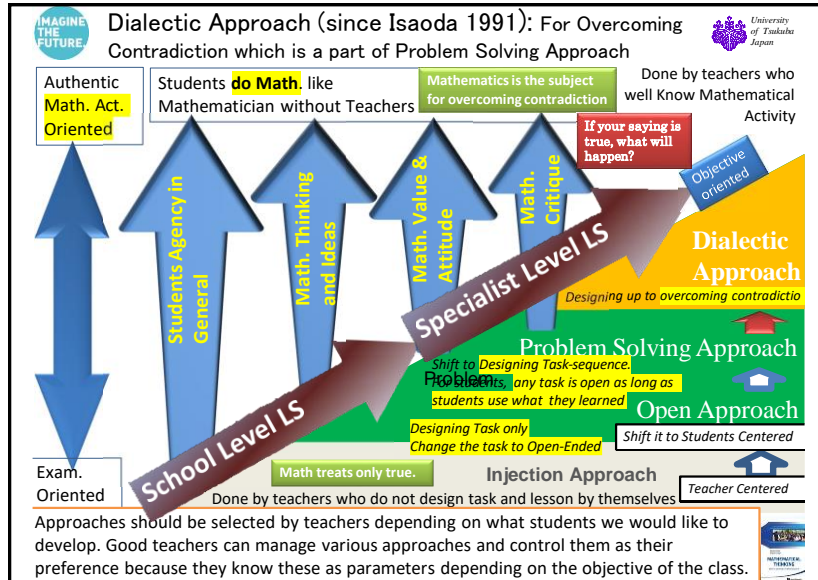 IMAGINE
THE
FUTURE.
Dialectic Approach (since Isaoda 1991): For Overcoming
Contradiction which is a part of Problem Solving Approach
University
of Tsukuba
Japan
Authentic
Math. Act.
Oriented
Students do Math. like
Mathematician without Teachers
Mathematics is the subject
for overcoming contradiction
Done by teachers who
well Know Mathematical
Activity
If your saying is
true, what will
happen?
Objective
oriented
Students Agency in
General
Math. Thinking
and Ideas
Math. Value &
Attitude
Math.
Critique
School Level LS
Specialist Level LS
Dialectic
Approach
Designing up to overcoming contradictio
Problem Solving Approach
Problem
Shift to Designing Task-sequence.
For students, any task is open as long as
students use what they learned
Open Approach
Designing Task only
Change the task to Open-Ended
Shift it to Students Centered
Exam.
Oriented
Math treats only true.
Injection Approach
Teacher Centered
Done by teachers who do not design task and lesson by themselves
Approaches should be selected by teachers depending on what students we would like to
develop. Good teachers can manage various approaches and control them as their
preference because they know these as parameters depending on the objective of the class.
MATHEMATICAL
THINKING